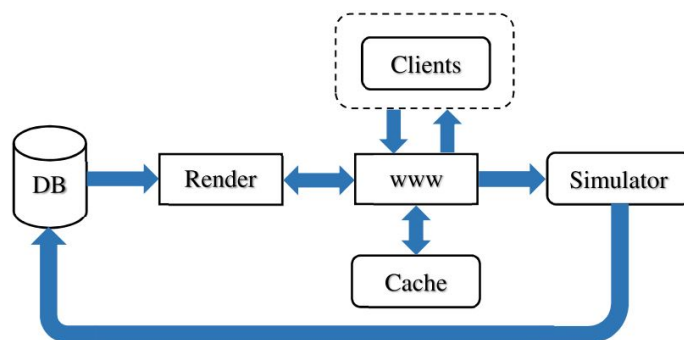 Clients
DB
Render
www
Simulator
Cache